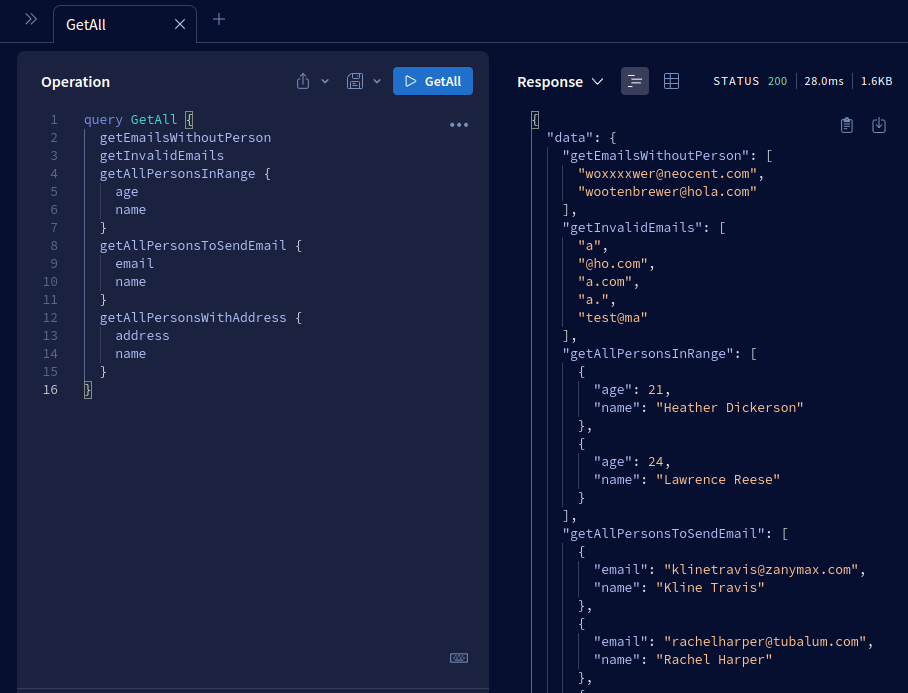 GetAll
Operation
GetAll
1 query GetAll {
2 getEmailsWithoutPerson
3 getInvalidEmails
4 getAllPersonsInRange {
5 age
6 name
7 }
8 getAllPersonsToSendEmail {
9 email
10 name
11 }
12 getAllPersonsWithAddress {
13 address
14 name
15 }
16 }
Response
STATUS 200
28.0ms
1.6KB
{
"data": {
"getEmailsWithoutPerson": [
"woxxxxwer@neocent.com",
"wootenbrewer@hola.com"
],
"getInvalidEmails": [
"a",
"@ho.com",
"a.com",
"a.",
"test@ma"
],
"getAllPersonsInRange": [
{
"age": 21,
"name": "Heather Dickerson"
},
{
"age": 24,
"name": "Lawrence Reese"
}
],
"getAllPersonsToSendEmail": [
{
"email": "klinetravis@zanymax.com",
"name": "Kline Travis"
},
{
"email": "rachelharper@tubalum.com",
"name": "Rachel Harper"
},